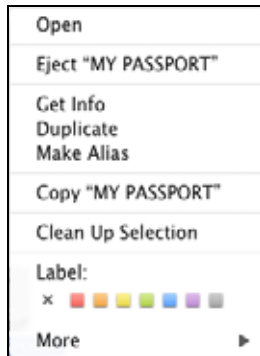 Open
Eject “MY PASSPORT”
Get Info
Duplicate
Make Alias
Copy “MY PASSPORT”
Clean Up Selection
Label:
×
More